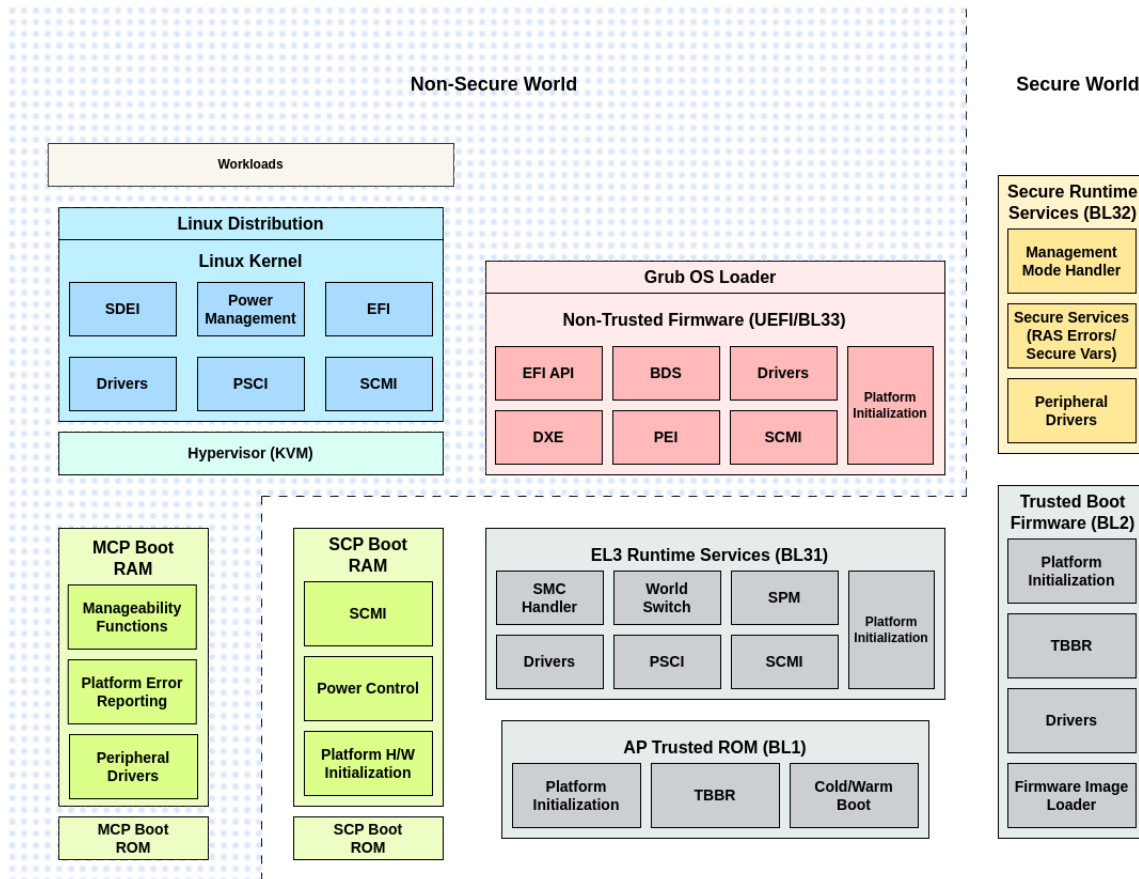 Non-Secure World
Secure World
Workloads
Linux Distribution
Linux Kernel
SDEI
Power
Management
EFI
Drivers
PSCI
SCMI
Hypervisor (KVM)
Grub OS Loader
Non-Trusted Firmware (UEFI/BL33)
EFI API
BDS
Drivers
DXE
PEI
SCMI
Platform
Initialization
Secure Runtime
Services (BL32)
Management
Mode Handler
Secure Services
(RAS Errors/
Secure Vars)
Peripheral
Drivers
MCP Boot
RAM
Manageability
Functions
Platform Error
Reporting
Peripheral
Drivers
MCP Boot
ROM
SCP Boot
RAM
SCMI
Power Control
Platform H/W
Initialization
SCP Boot
ROM
EL3 Runtime Services (BL31)
SMC
Handler
World
Switch
SPM
Drivers
PSCI
SCMI
Platform
Initialization
AP Trusted ROM (BL1)
Platform
Initialization
TBBR
Cold/Warm
Boot
Trusted Boot
Firmware (BL2)
Platform
Initialization
TBBR
Drivers
Firmware Image
Loader